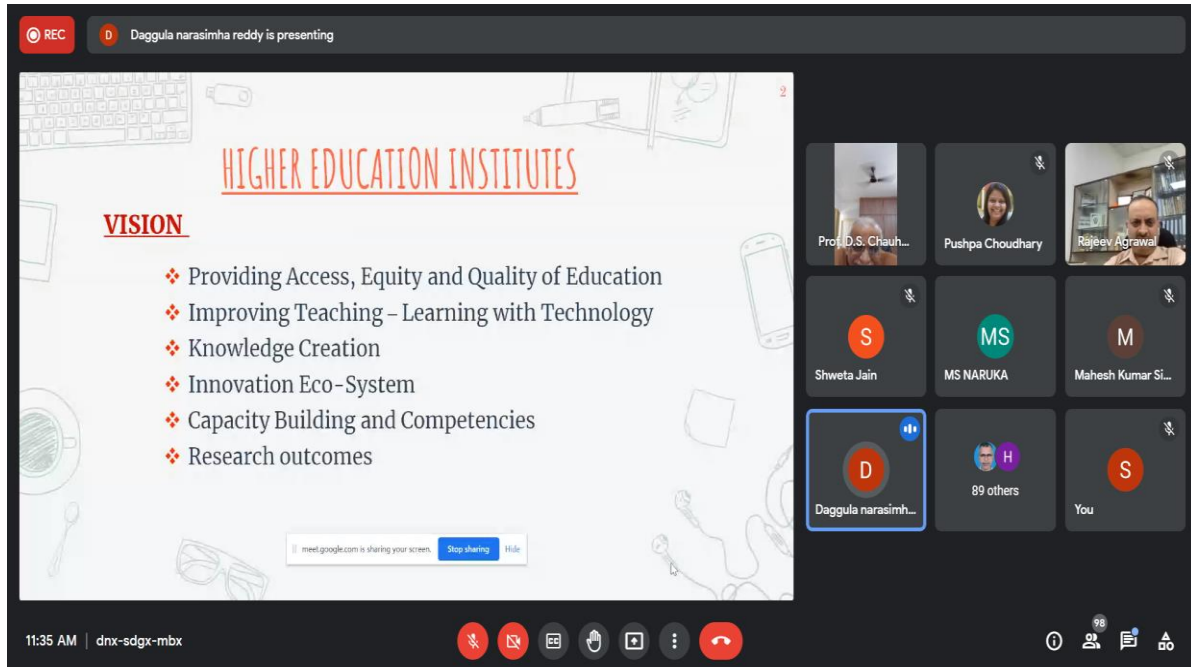 REC
D Daggula narasimha reddy is presenting
2
HIGHER EDUCATION INSTITUTES
VISION
❖ Providing Access, Equity and Quality of Education
❖ Improving Teaching – Learning with Technology
❖ Knowledge Creation
❖ Innovation Eco-System
❖ Capacity Building and Competencies
❖ Research outcomes
meet.google.com is sharing your screen. Stop sharing Hide
Prof. D.S. Chauh...
Pushpa Choudhary
Rajeev Agrawal
S
MS
M
Shweta Jain
MS NARUKA
Mahesh Kumar Si...
D
H
S
Daggula narasimh...
89 others
You
11:35 AM | dnx-sdgx-mbx
CC
98